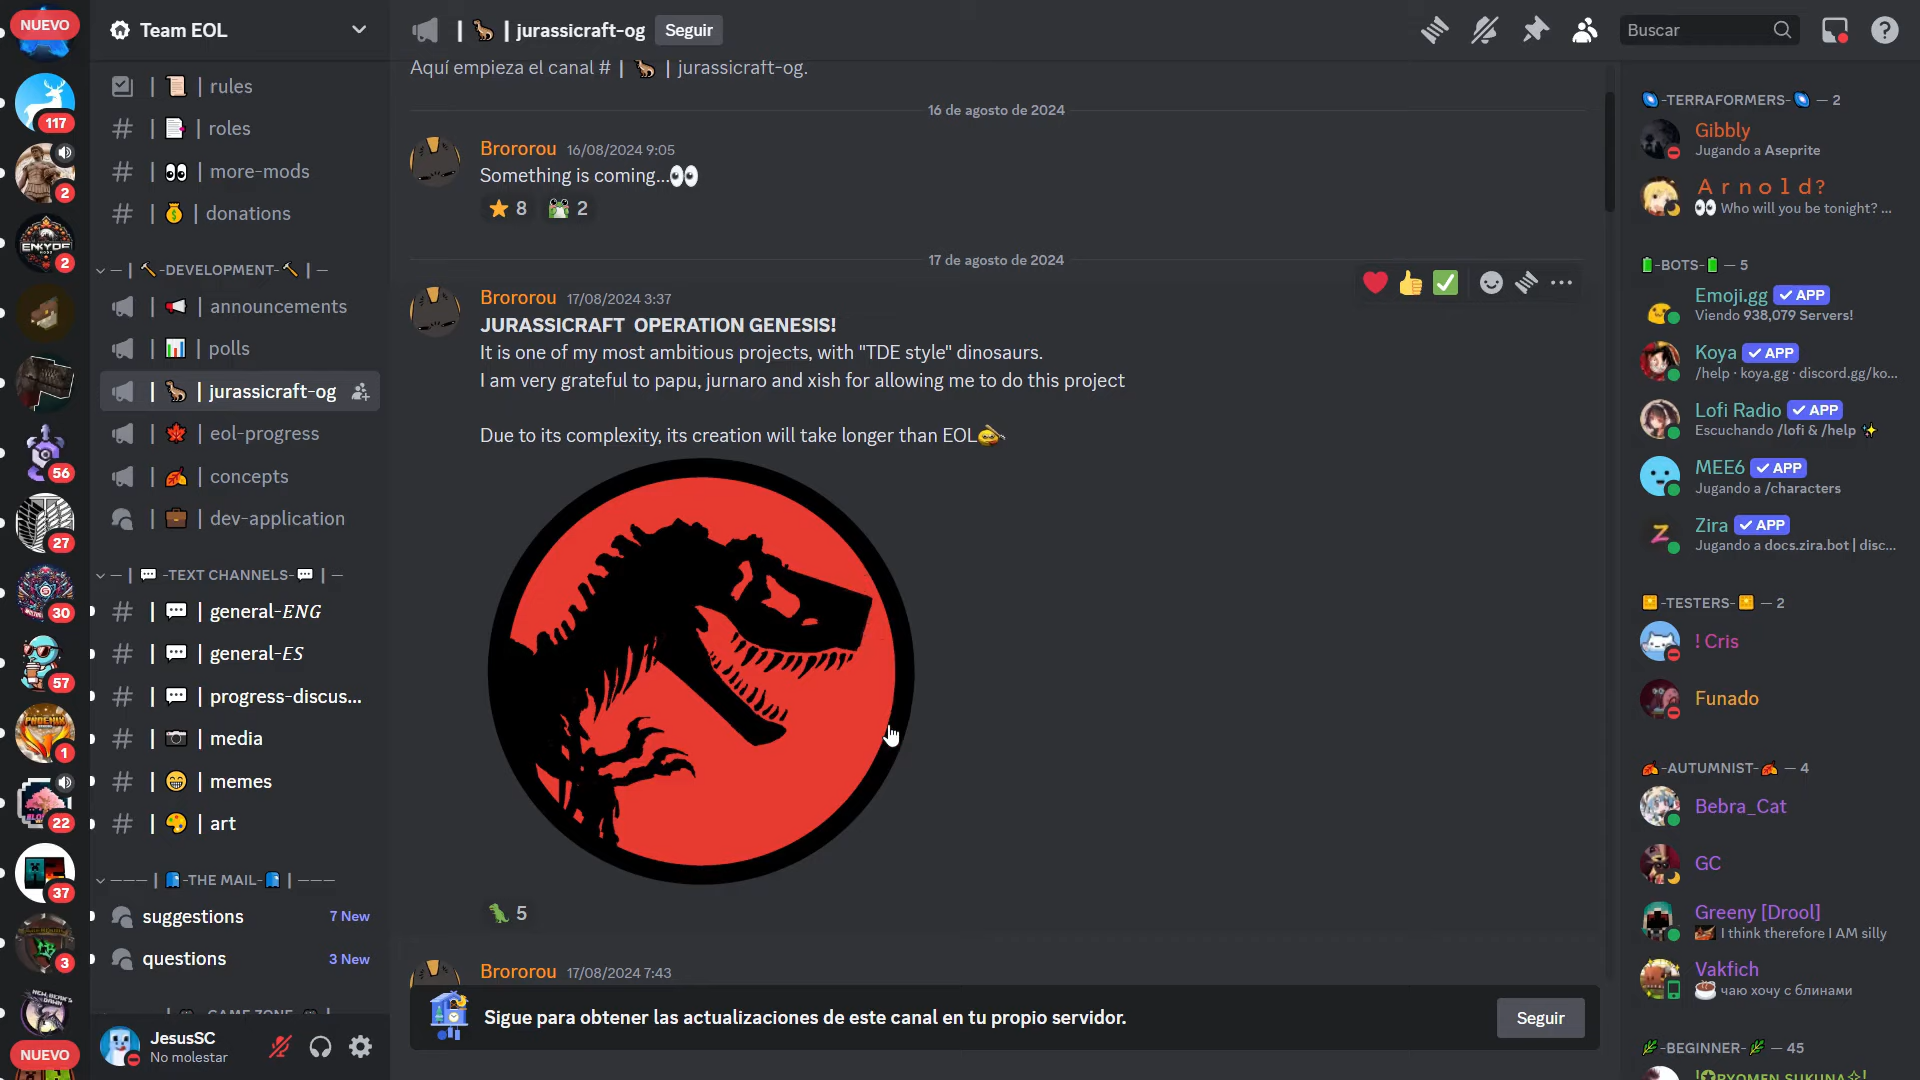 NUEVO
117
2
2
56
27
30
57
1
22
37
3
NUEVO
Team EOL
| | rules
| | roles
| | more-mods
| | donations
— | -DEVELOPMENT- | —
| | announcements
| | polls
| | jurassicraft-og
| | eol-progress
| | concepts
| | dev-application
— | -TEXT CHANNELS- | —
| | general-ENG
| | general-ES
| | progress-discus...
| | media
| | memes
| | art
——— | -THE MAIL- | ———
suggestions 7 New
questions 3 New
JesusSC
No molestar
| | jurassicraft-og Seguir
Buscar
Aquí empieza el canal # | | jurassicraft-og.
16 de agosto de 2024
Brororou 16/08/2024 9:05
Something is coming...
8 2
17 de agosto de 2024
Brororou 17/08/2024 3:37
JURASSICRAFT OPERATION GENESIS!
It is one of my most ambitious projects, with "TDE style" dinosaurs.
I am very grateful to papu, jurnaro and xish for allowing me to do this project
Due to its complexity, its creation will take longer than EOL
5
Brororou 17/08/2024 7:43
Sigue para obtener las actualizaciones de este canal en tu propio servidor.
Seguir
-TERRAFORMERS- — 2
Gibbly
Jugando a Aseprite
A r n o l d ?
Who will you be tonight? ...
-BOTS- — 5
Emoji.gg APP
Viendo 938,079 Servers!
Koya APP
/help · koya.gg · discord.gg/ko...
Lofi Radio APP
Escuchando /lofi & /help
MEE6 APP
Jugando a /characters
Zira APP
Jugando a docs.zira.bot | disc...
-TESTERS- — 2
! Cris
Funado
-AUTUMNIST- — 4
Bebra_Cat
GC
Greeny [Drool]
I think therefore I AM silly
Vakfich
чаю хочу с блинами
-BEGINNER- — 45